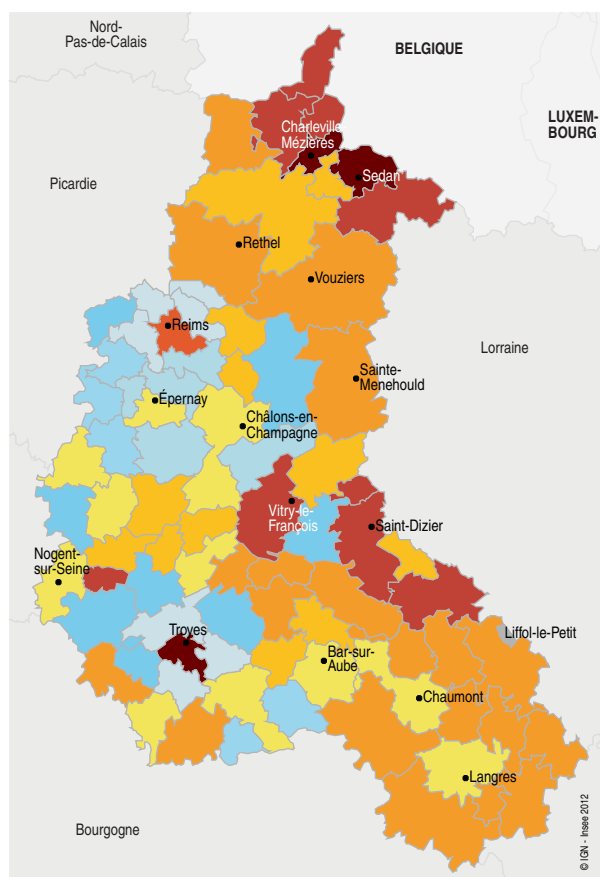 Nord-
Pas-de-Calais
BELGIQUE
LUXEM-
BOURG
Charleville
Mézières
Picardie
Sedan
Rethel
Vouziers
Reims
Lorraine
Sainte-
Menehould
Épernay
Châlons-en-
Champagne
Vitry-le-
François
Saint-Dizier
Nogent-
sur-Seine
Troyes
Liffol-le-Petit
Bar-sur-
Aube
Chaumont
Langres
Bourgogne
© IGN - Insee 2012